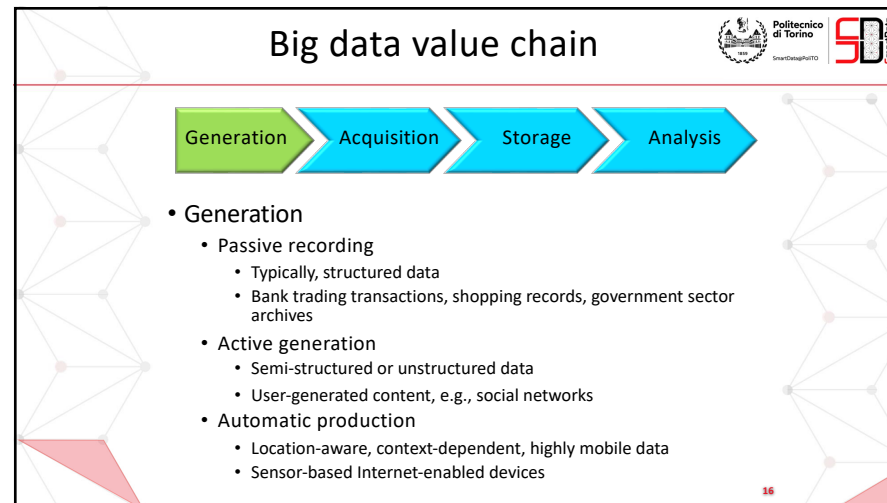 Big data value chain
Politecnico
di Torino
1859
SmartData@PoliTO
Generation
Acquisition
Storage
Analysis
• Generation
• Passive recording
• Typically, structured data
• Bank trading transactions, shopping records, government sector
archives
• Active generation
• Semi-structured or unstructured data
• User-generated content, e.g., social networks
• Automatic production
• Location-aware, context-dependent, highly mobile data
• Sensor-based Internet-enabled devices
16